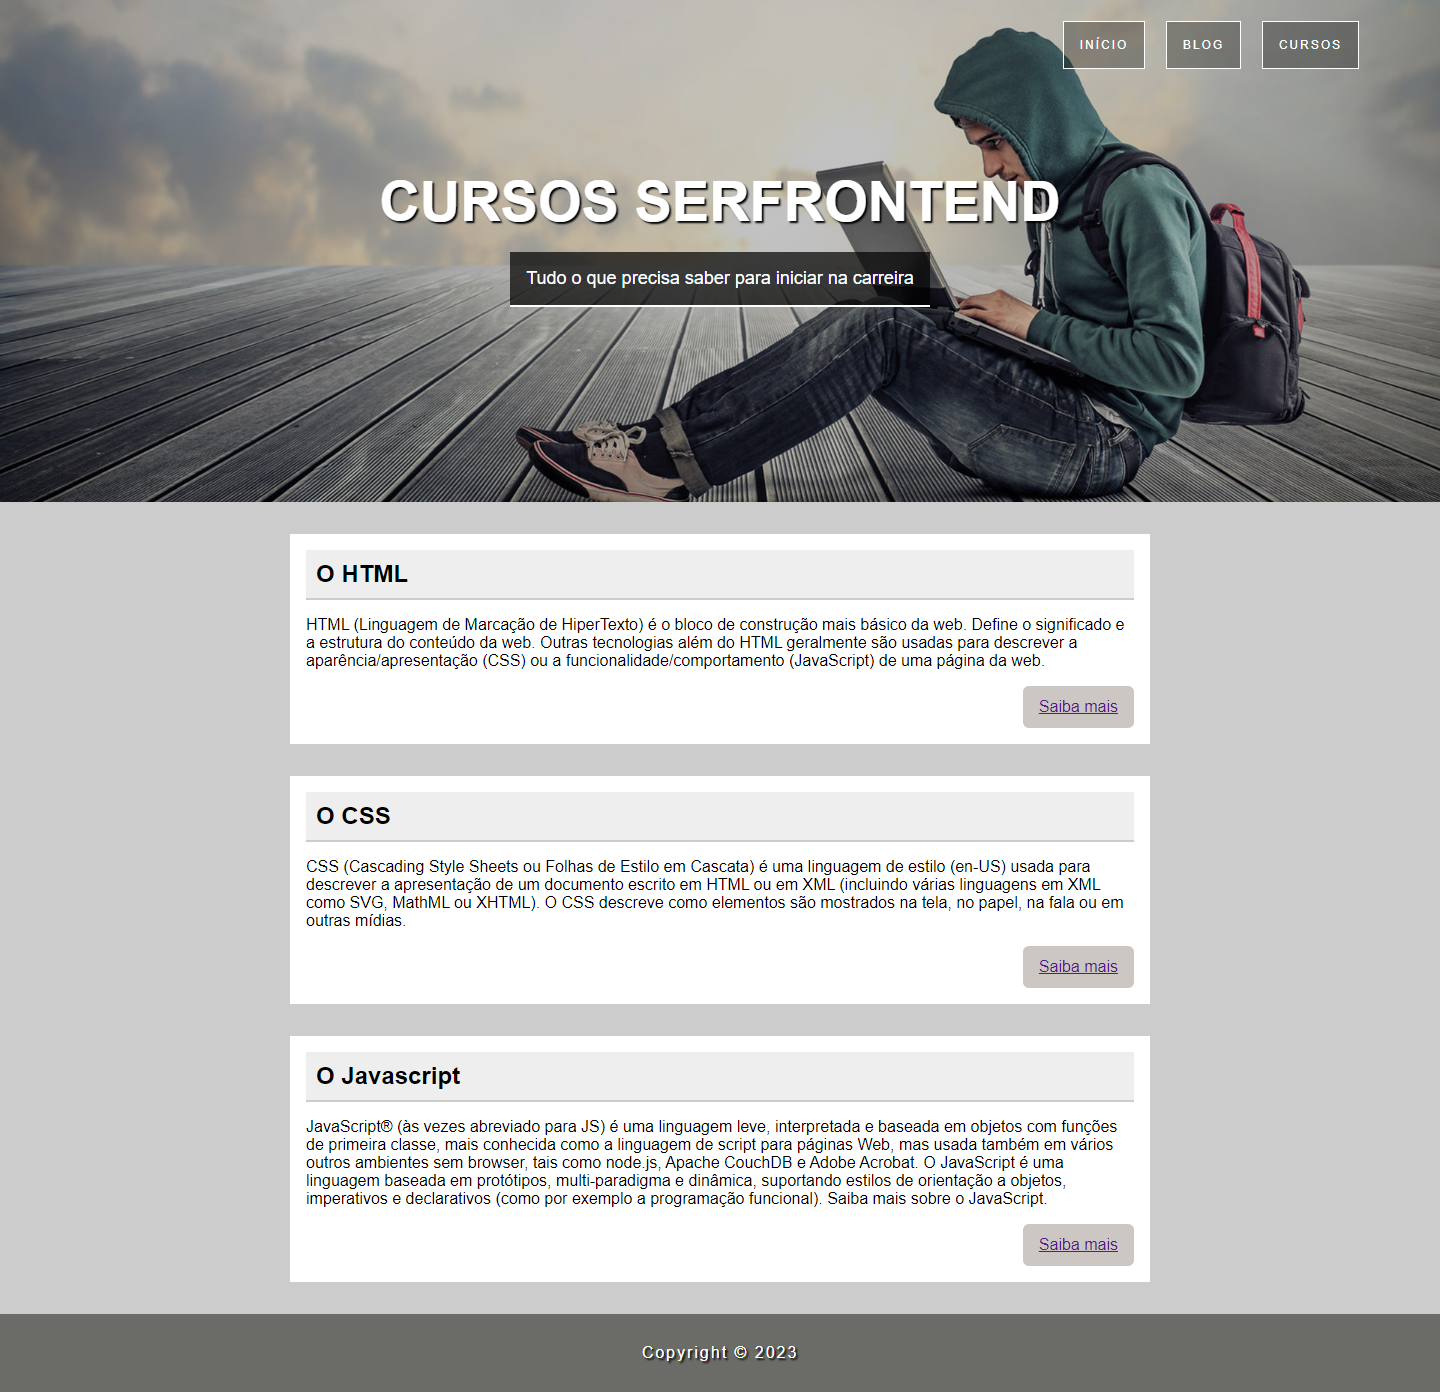 INÍCIO BLOG CURSOS
CURSOS SERFRONTEND
Tudo o que precisa saber para iniciar na carreira
O HTML
HTML (Linguagem de Marcação de HiperTexto) é o bloco de construção mais básico da web. Define o significado e
a estrutura do conteúdo da web. Outras tecnologias além do HTML geralmente são usadas para descrever a
aparência/apresentação (CSS) ou a funcionalidade/comportamento (JavaScript) de uma página da web.
Saiba mais
O CSS
CSS (Cascading Style Sheets ou Folhas de Estilo em Cascata) é uma linguagem de estilo (en-US) usada para
descrever a apresentação de um documento escrito em HTML ou em XML (incluindo várias linguagens em XML
como SVG, MathML ou XHTML). O CSS descreve como elementos são mostrados na tela, no papel, na fala ou em
outras mídias.
Saiba mais
O Javascript
JavaScript® (às vezes abreviado para JS) é uma linguagem leve, interpretada e baseada em objetos com funções
de primeira classe, mais conhecida como a linguagem de script para páginas Web, mas usada também em vários
outros ambientes sem browser, tais como node.js, Apache CouchDB e Adobe Acrobat. O JavaScript é uma
linguagem baseada em protótipos, multi-paradigma e dinâmica, suportando estilos de orientação a objetos,
imperativos e declarativos (como por exemplo a programação funcional). Saiba mais sobre o JavaScript.
Saiba mais
Copyright © 2023